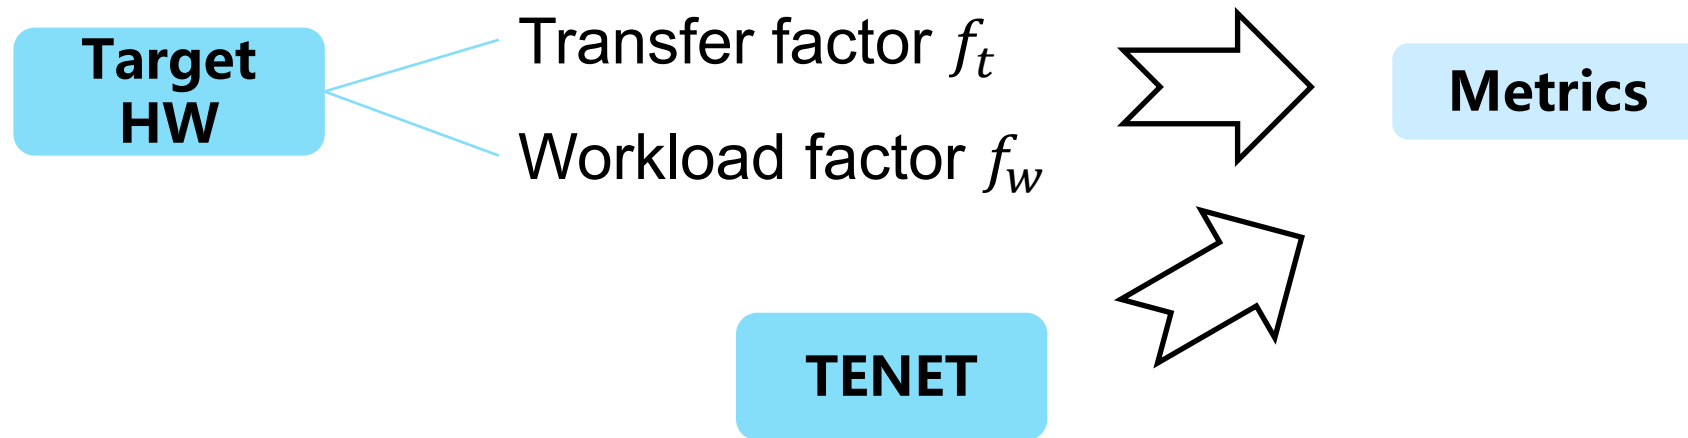 Target
HW
Transfer factor f_t
Workload factor f_w
Metrics
TENET